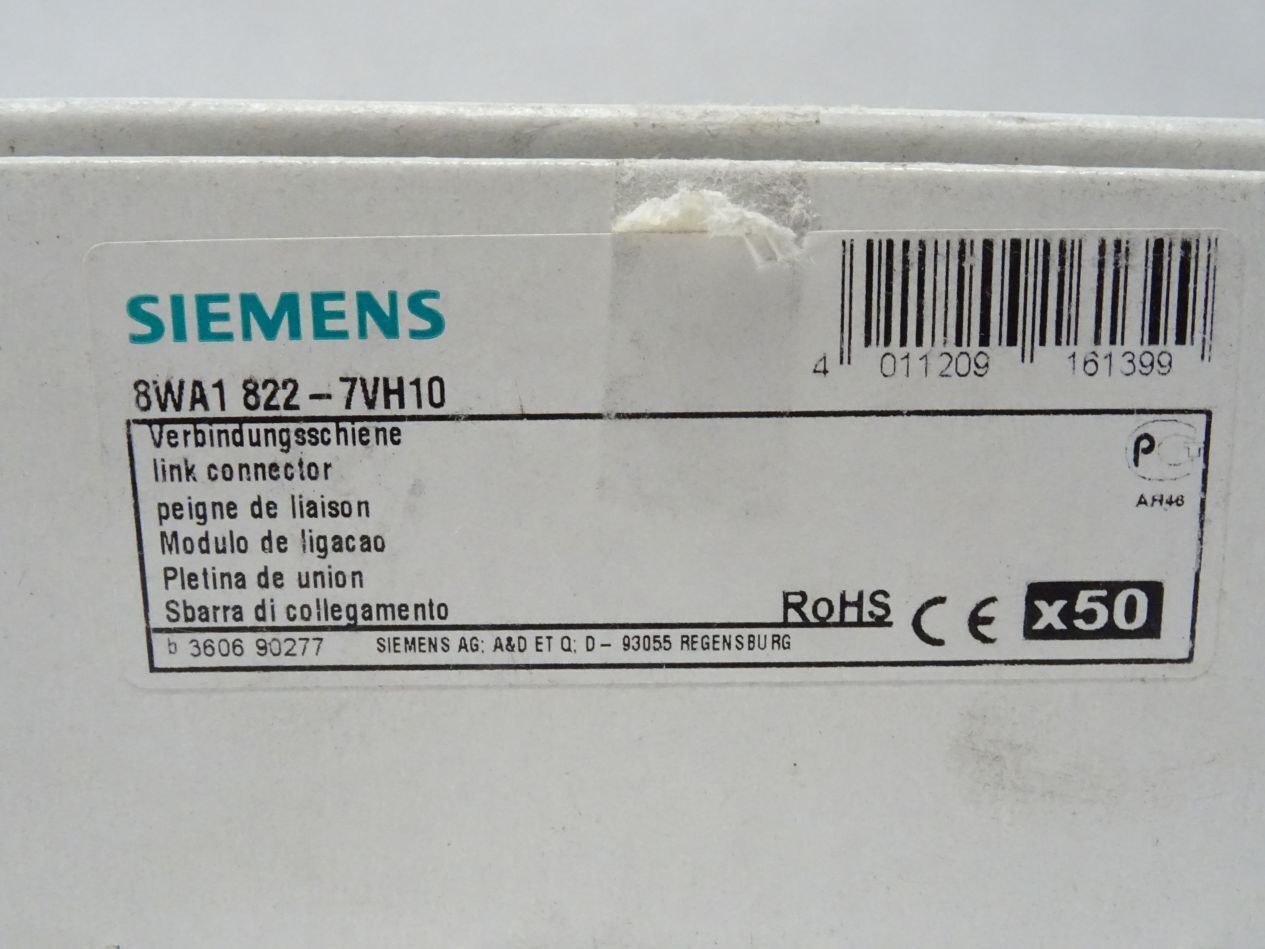 SIEMENS
4 011209 161399
8WA1 822 – 7VH10
Verbindungsschiene
link connector
peigne de liaison
Modulo de ligacao
Pletina de union
Sbarra di collegamento
AR46
RoHS CE x50
b 3606 90277 SIEMENS AG; A&D ET Q; D – 93055 REGENSBURG